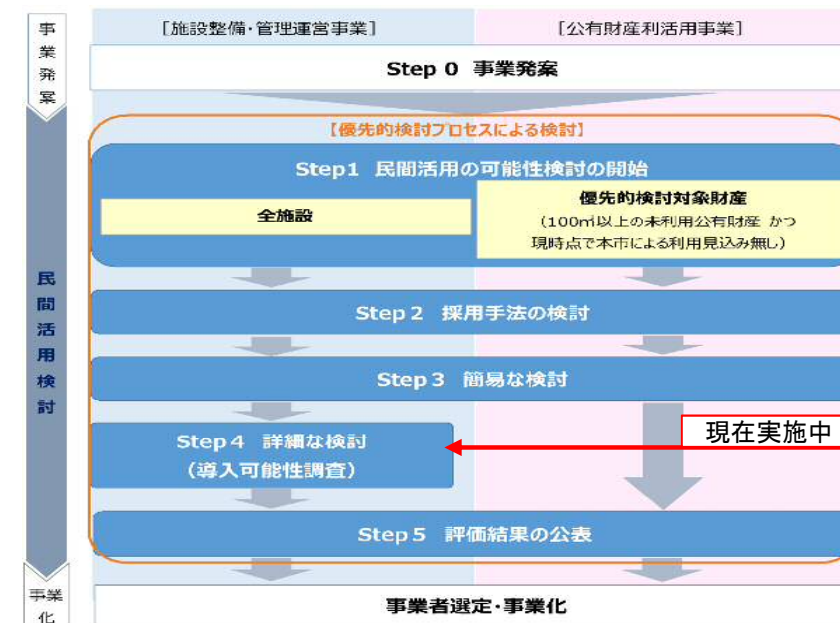 事業発案
[施設整備・管理運営事業]
[公有財産利活用事業]
Step 0 事業発案
【優先的検討プロセスによる検討】
Step1 民間活用の可能性検討の開始
全施設
優先的検討対象財産
(100㎡以上の未利用公有財産 かつ
現時点で本市による利用見込み無し)
民間活用検討
Step 2 採用手法の検討
Step 3 簡易な検討
Step 4 詳細な検討
(導入可能性調査)
現在実施中
Step 5 評価結果の公表
事業化
事業者選定・事業化